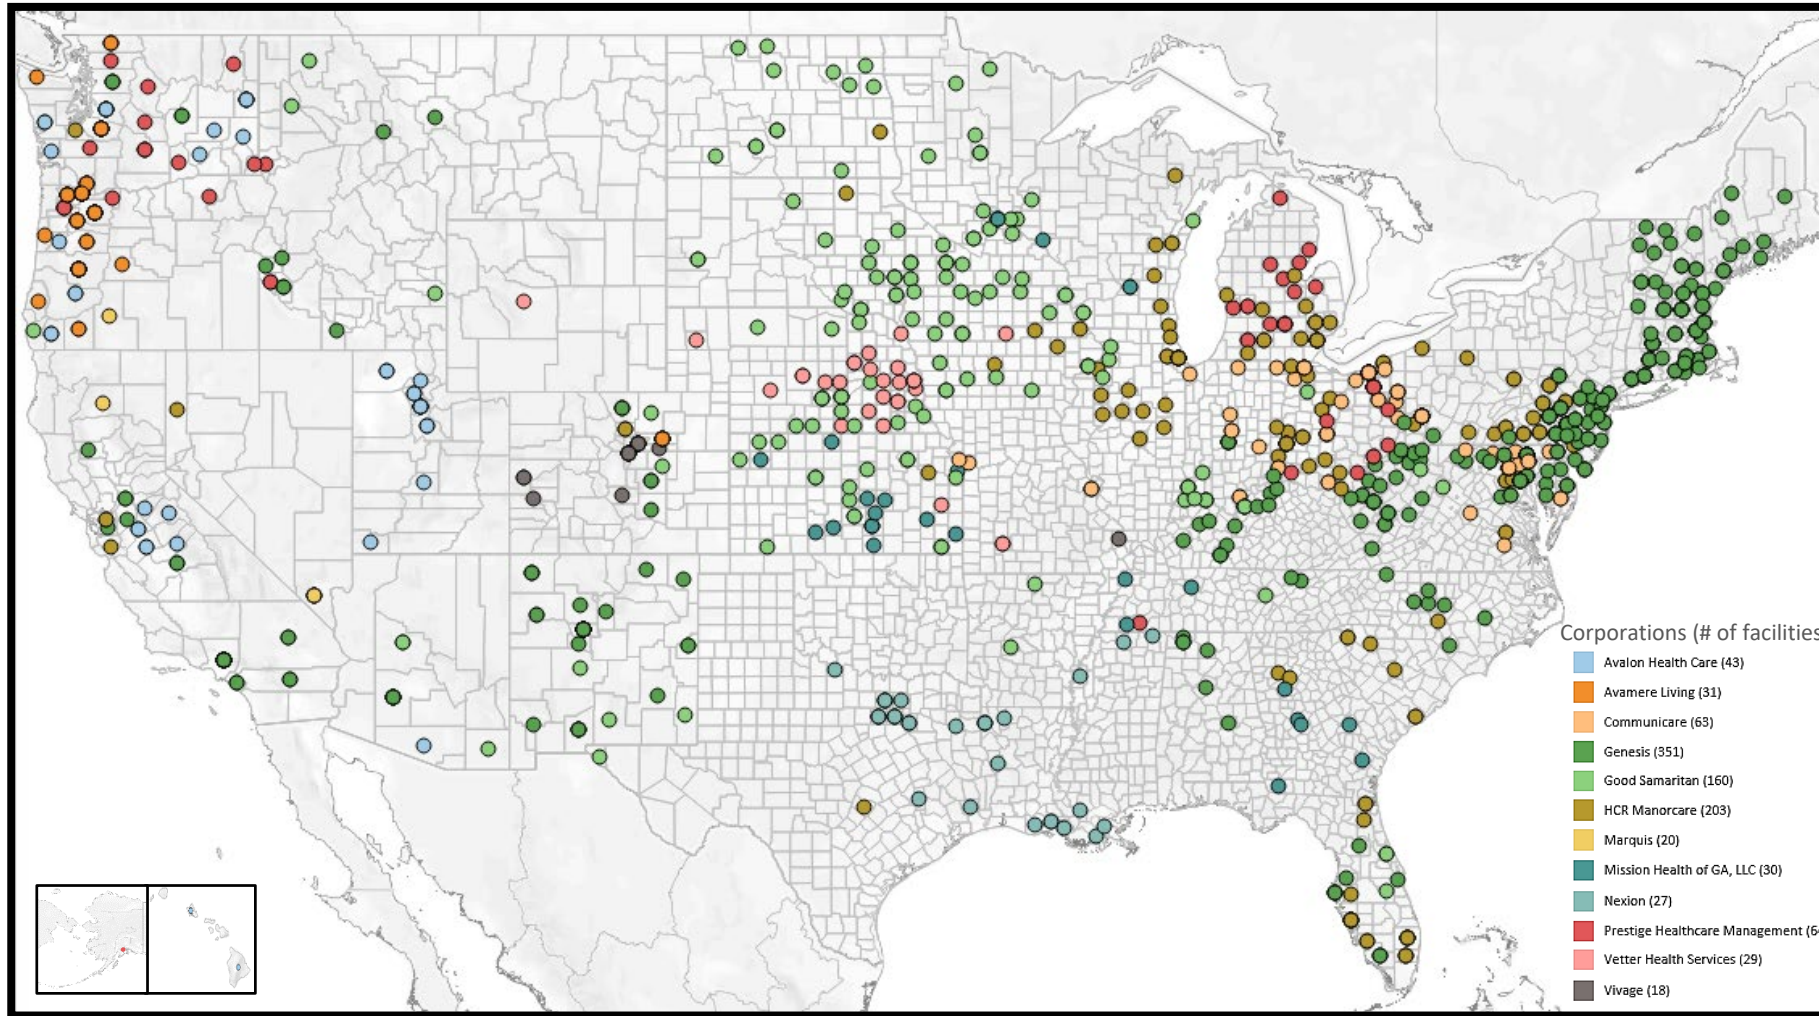 Corporations (# of facilities
Avalon Health Care (43)
Avamere Living (31)
Communicare (63)
Genesis (351)
Good Samaritan (160)
HCR Manorcare (203)
Marquis (20)
Mission Health of GA, LLC (30)
Nexion (27)
Prestige Healthcare Management (6
Vetter Health Services (29)
Vivage (18)